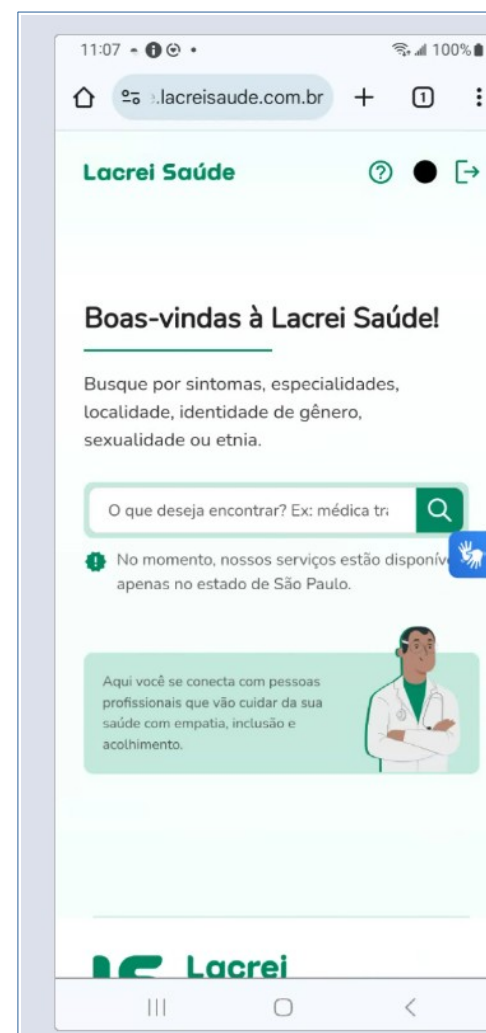 11:07
100%
.lacreisaude.com.br
1
Lacrei Saúde
Boas-vindas à Lacrei Saúde!
Busque por sintomas, especialidades,
localidade, identidade de gênero,
sexualidade ou etnia.
O que deseja encontrar? Ex: médica
No momento, nossos serviços estão
apenas no estado de São Paulo.
Aqui você se conecta com pessoas
profissionais que vão cuidar da sua
saúde com empatia, inclusão e
acolhimento.
Lacrei